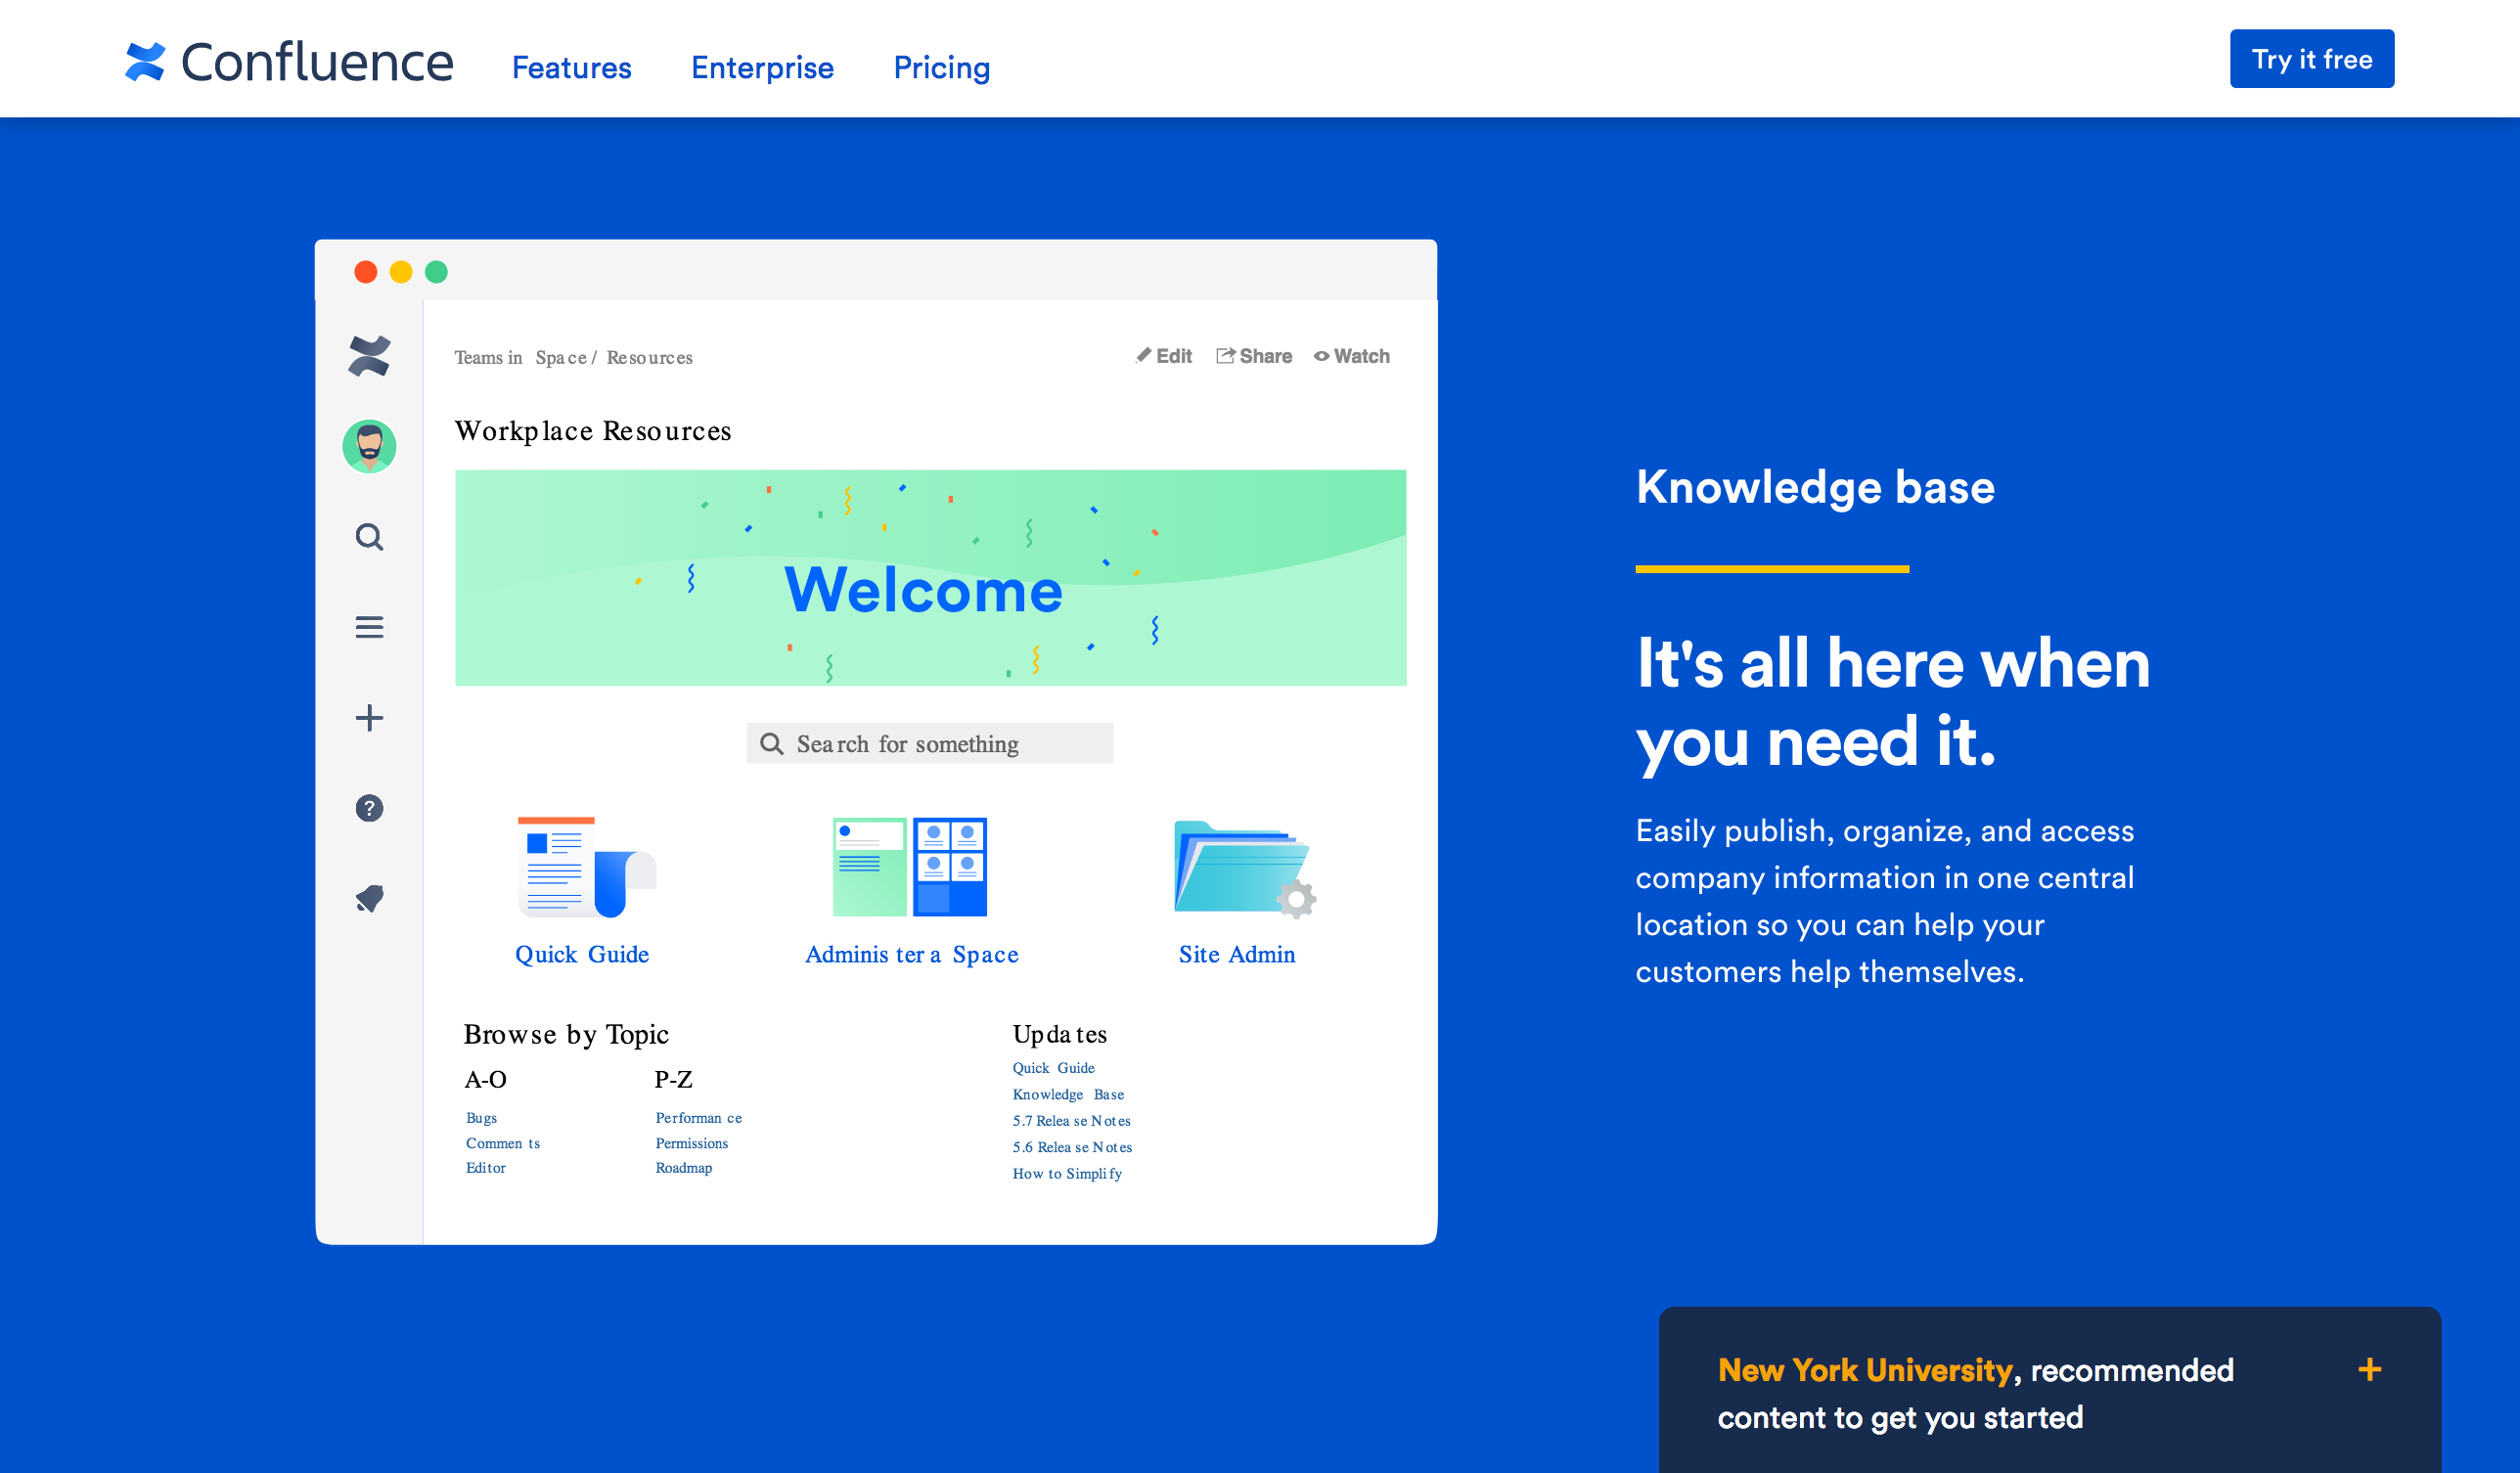 Confluence
Features
Enterprise
Pricing
Try it free
Teams in Space / Resources
Edit
Share
Watch
Workplace Resources
Welcome
Search for something
?
Quick Guide
Administer a Space
Site Admin
Browse by Topic
A-O
Bugs
Comments
Editor
P-Z
Performance
Permissions
Roadmap
Updates
Quick Guide
Knowledge Base
5.7 Release Notes
5.6 Release Notes
How to Simplify
Knowledge base
It's all here when
you need it.
Easily publish, organize, and access
company information in one central
location so you can help your
customers help themselves.
New York University, recommended
content to get you started
+